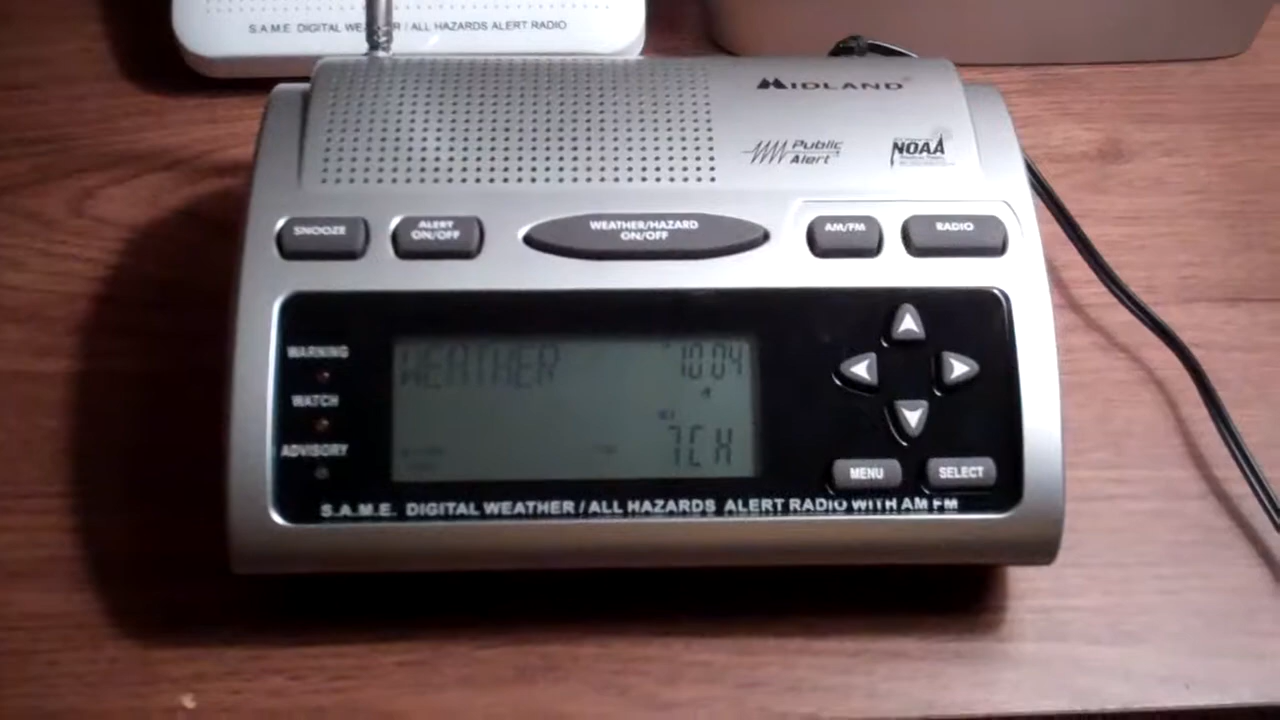 S.A.M.E. DIGITAL WEATHER / ALL HAZARDS ALERT RADIO
MIDLAND
Public
Alert
NOAA
SNOOZE
ALERT
ON/OFF
WEATHER/HAZARD
ON/OFF
AM/FM
RADIO
WARNING
WATCH
ADVISORY
WEATHER
10:04
7CH
MENU
SELECT
S.A.M.E. DIGITAL WEATHER / ALL HAZARDS ALERT RADIO WITH AM FM